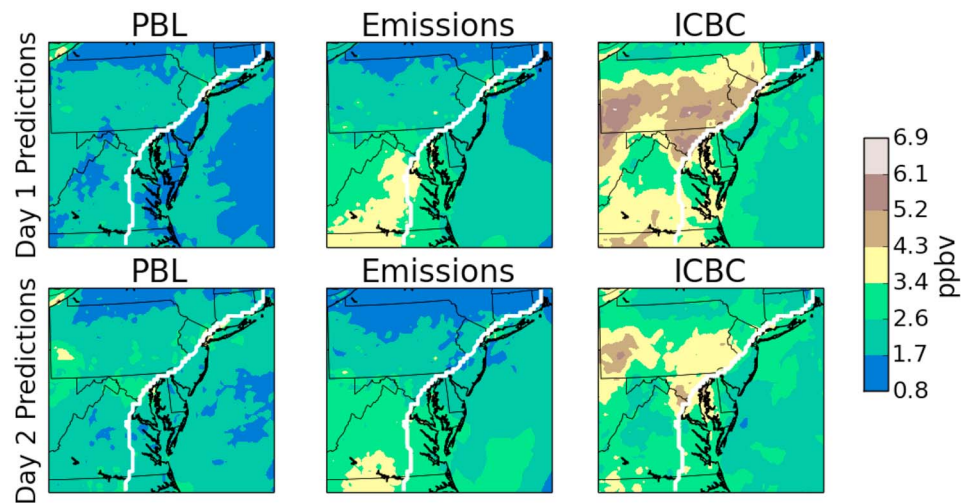 PBL Emissions ICBC
Day 1 Predictions
PBL Emissions ICBC
Day 2 Predictions
6.9
6.1
5.2
4.3
3.4
2.6
1.7
0.8
ppbv